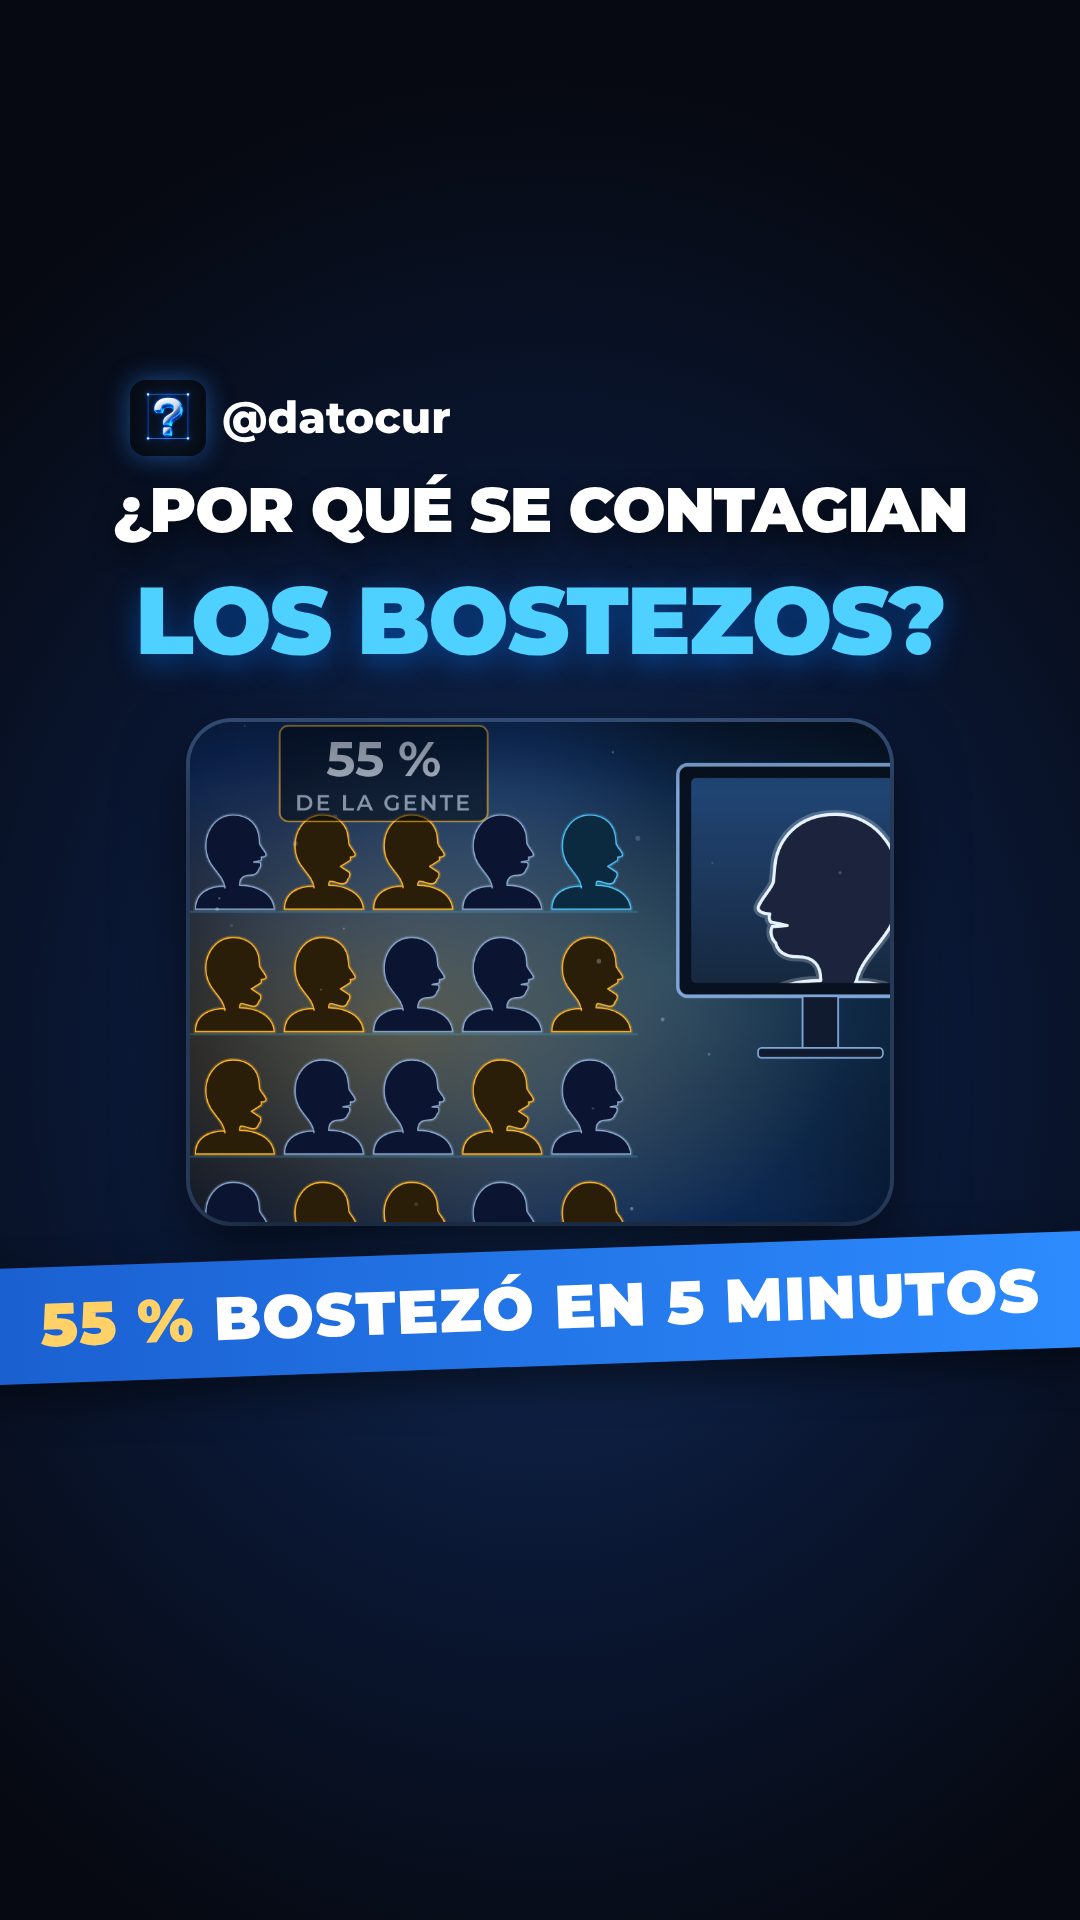 @datocur
¿POR QUÉ SE CONTAGIAN
LOS BOSTEZOS?
55 %
DE LA GENTE
55 % BOSTEZÓ EN 5 MINUTOS